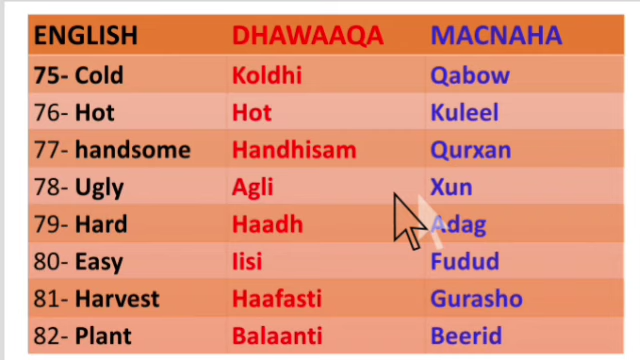 ENGLISH DHAWAAQA MACNAHA
75- Cold Koldhi Qabow
76- Hot Hot Kuleel
77- handsome Handhisam Qurxan
78- Ugly Agli Xun
79- Hard Haadh Adag
80- Easy Iisi Fudud
81- Harvest Haafasti Gurasho
82- Plant Balaanti Beerid